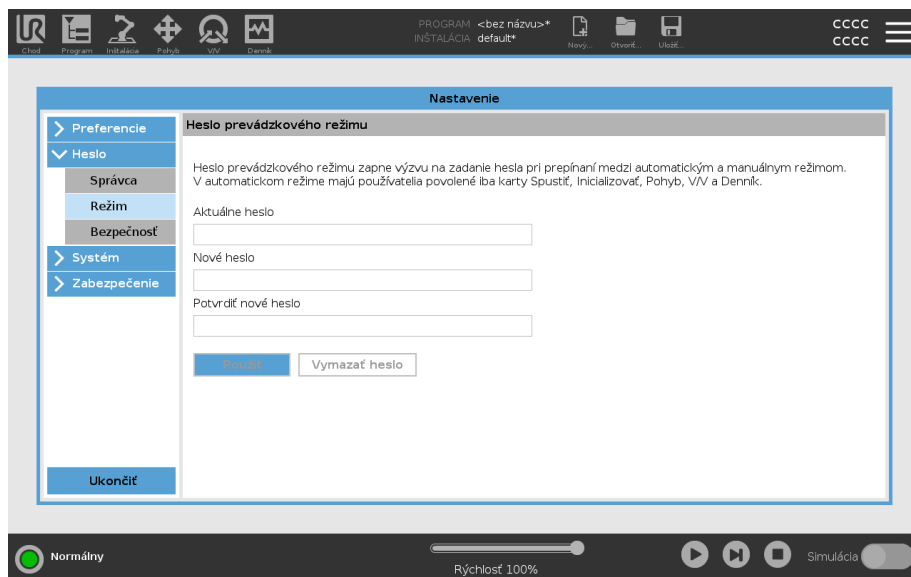 UR
PROGRAM <bez názvu>*
INŠTALÁCIA default*
Chod Program Inštalácia Pohyb V/V Denník
Nový... Otvoriť... Uložiť...
CCCC
CCCC
Nastavenie
Preferencie
Heslo
Správca
Režim
Bezpečnosť
Systém
Zabezpečenie
Ukončiť
Heslo prevádzkového režimu
Heslo prevádzkového režimu zapne výzvu na zadanie hesla pri prepínaní medzi automatickým a manuálnym režimom.
V automatickom režime majú používatelia povolené iba karty Spustiť, Inicializovať, Pohyb, V/V a Denník.
Aktuálne heslo
Nové heslo
Potvrdiť nové heslo
Použiť Vymazať heslo
Normálny
Rýchlosť 100%
Simulácia